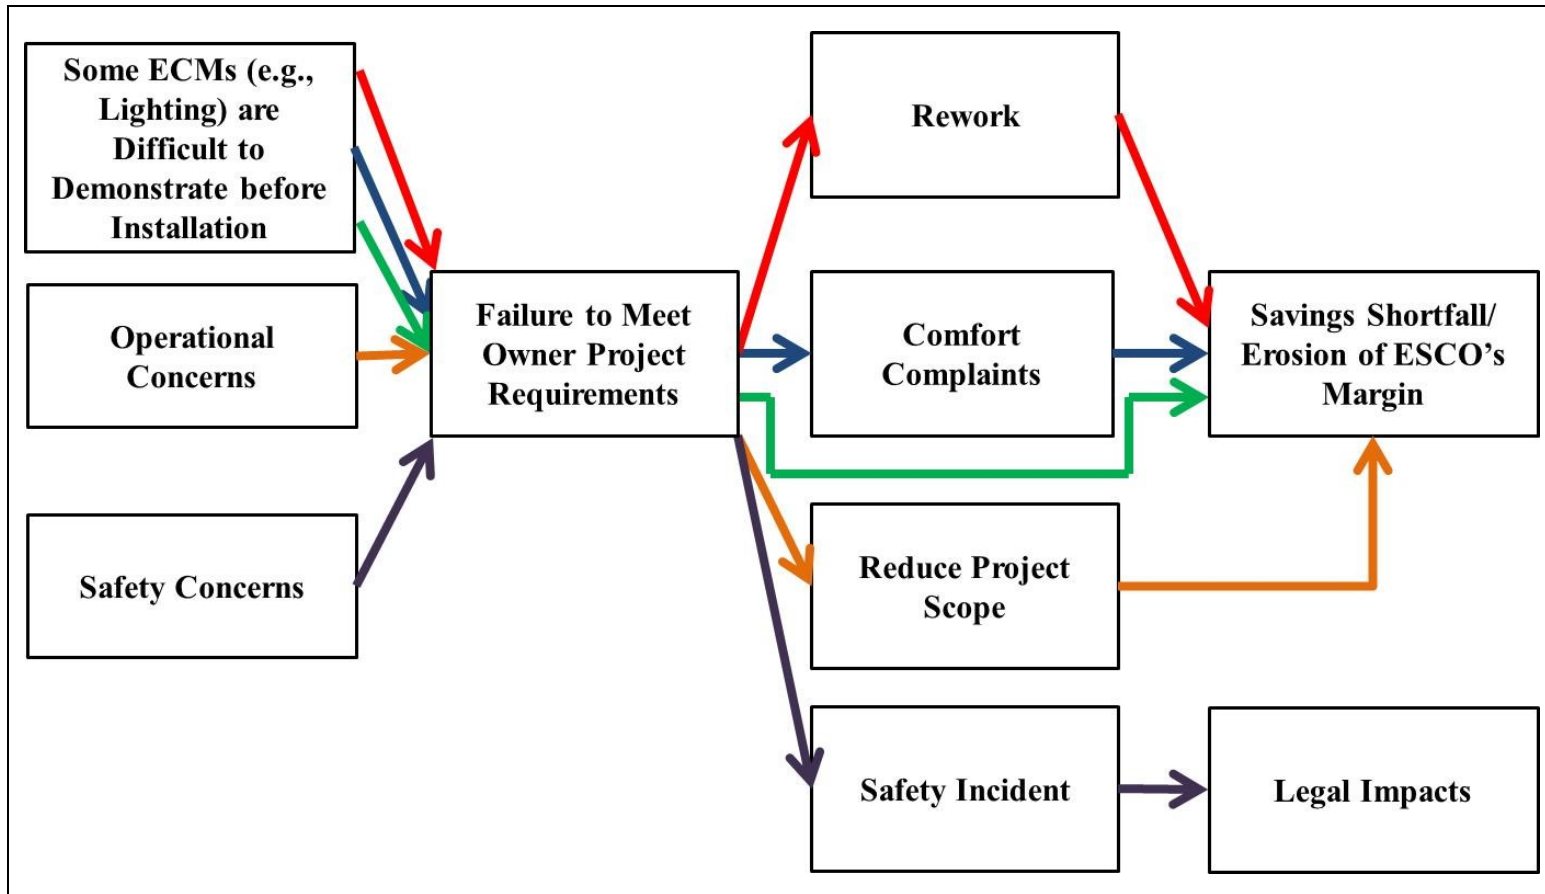 Some ECMs (e.g.,
Lighting) are
Difficult to
Demonstrate before
Installation
Operational
Concerns
Safety Concerns
Failure to Meet
Owner Project
Requirements
Rework
Comfort
Complaints
Reduce Project
Scope
Safety Incident
Savings Shortfall/
Erosion of ESCO’s
Margin
Legal Impacts